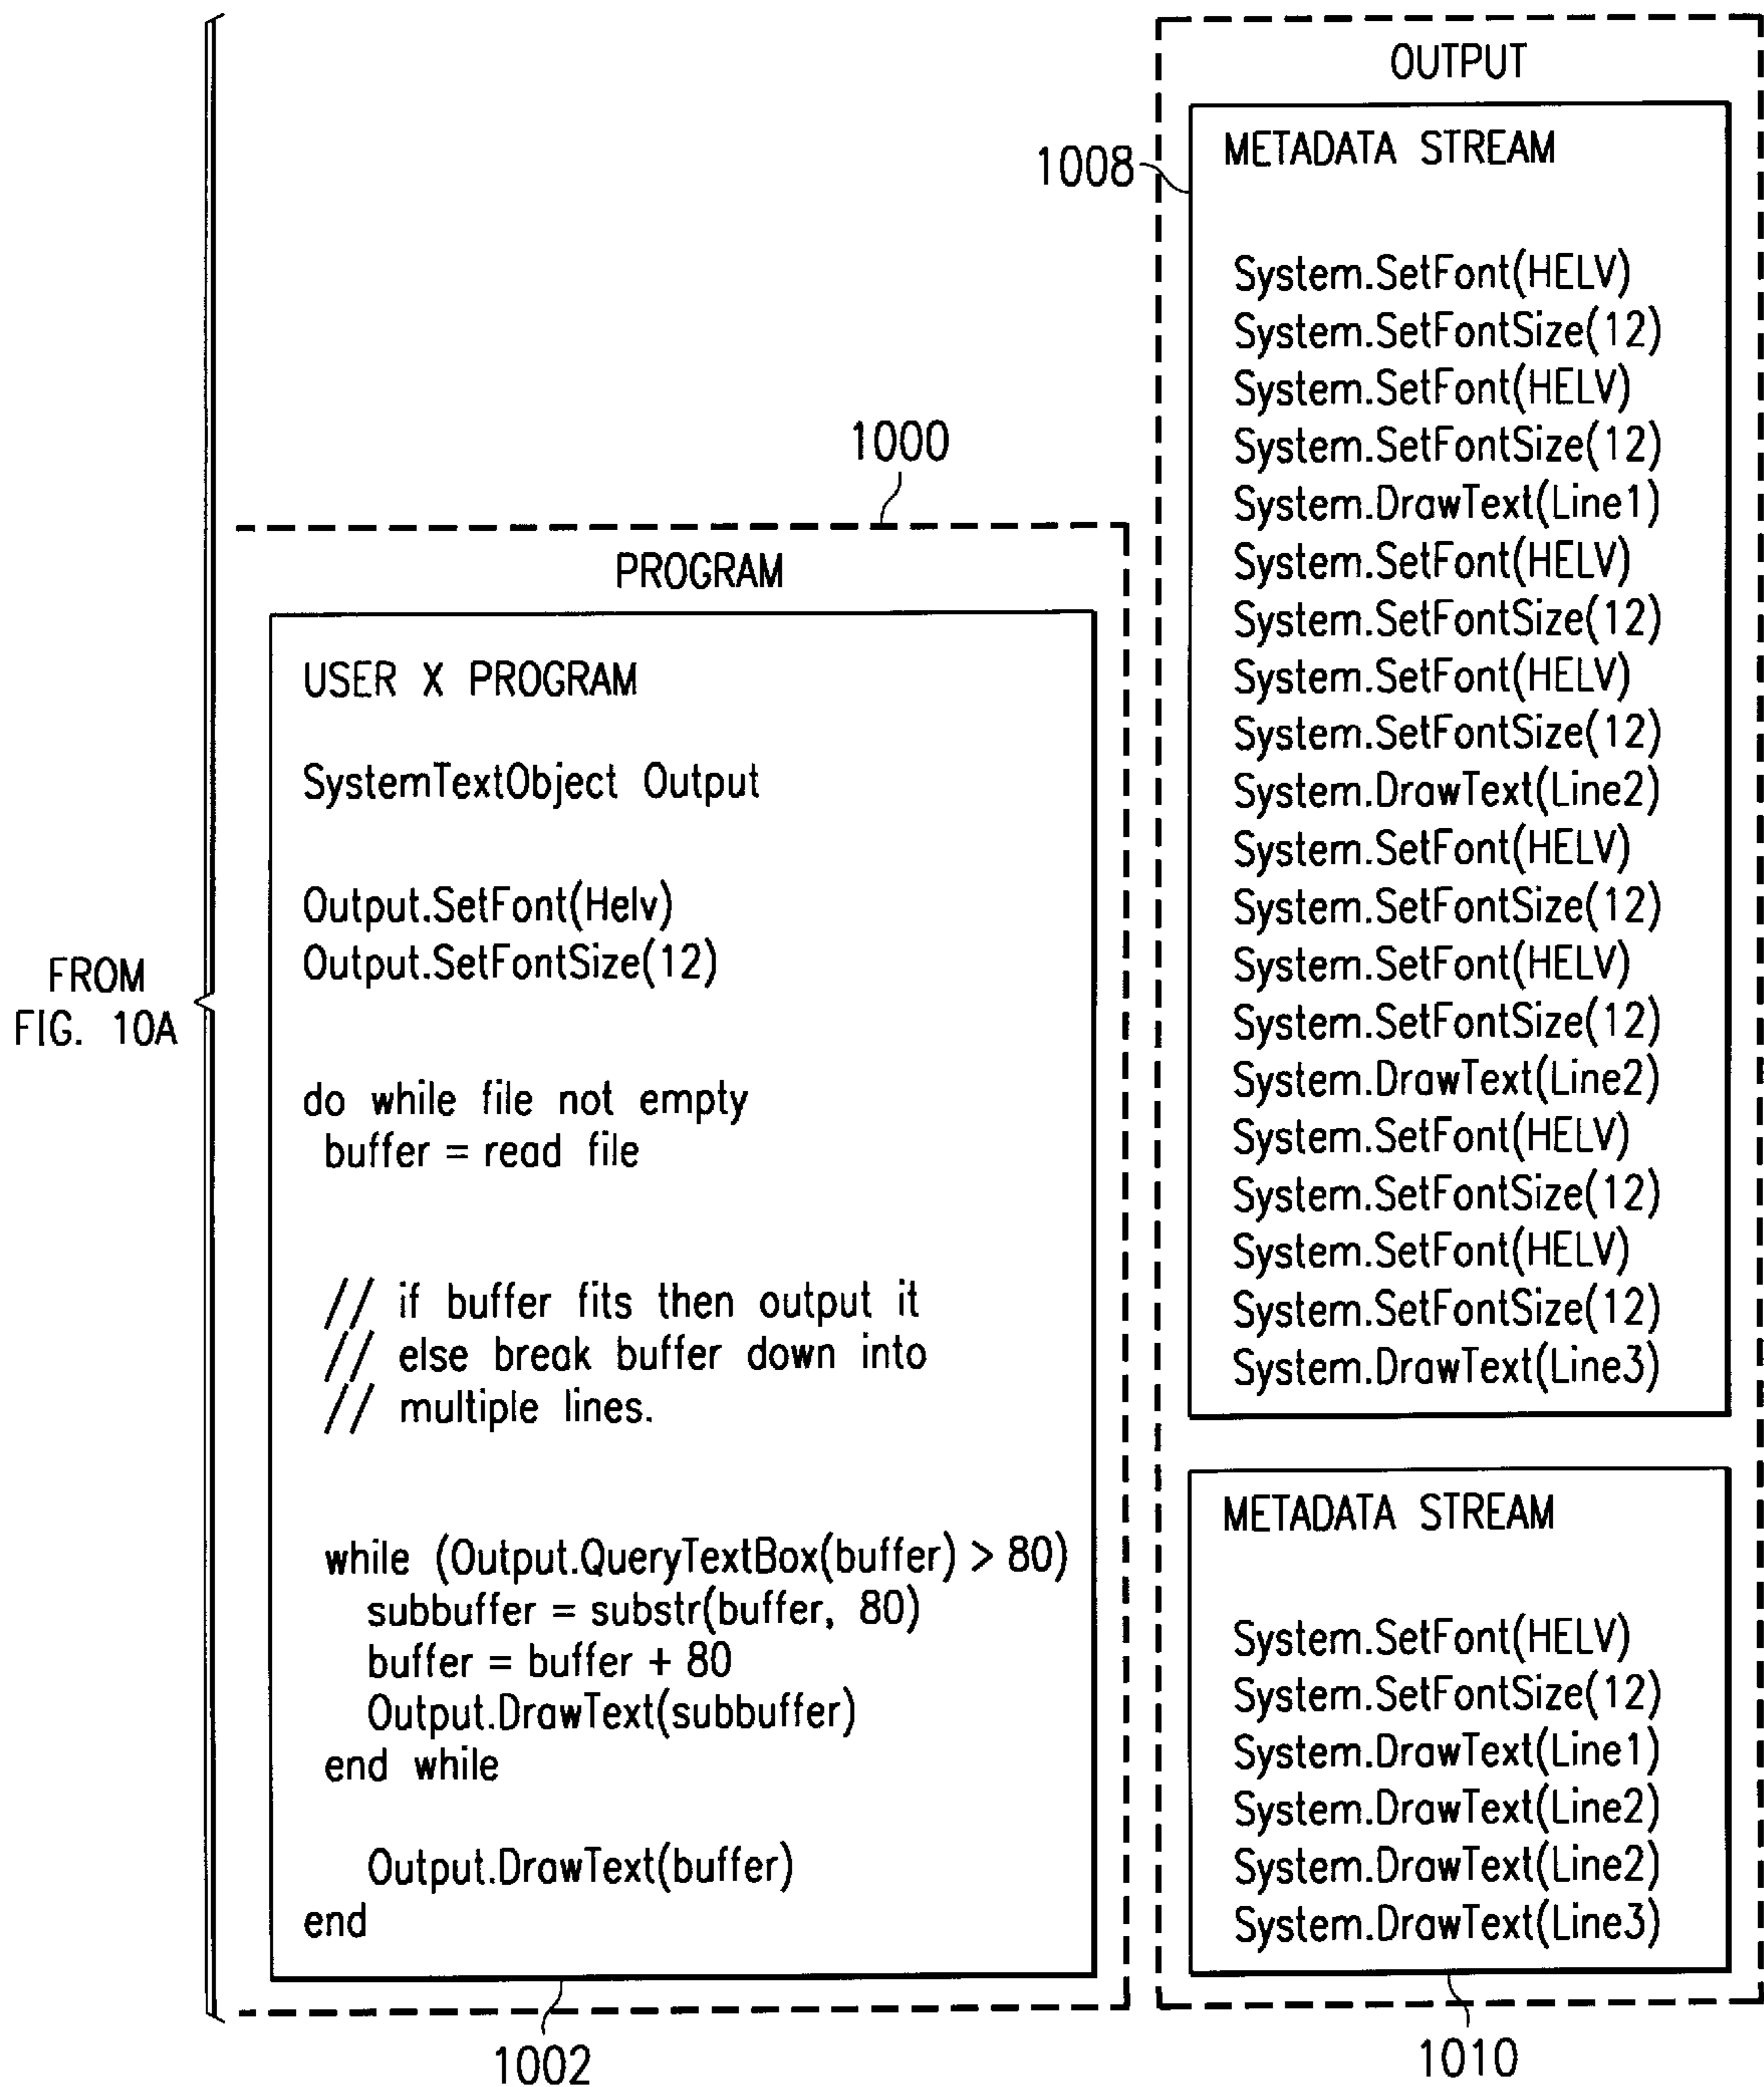 FROM
FIG. 10A
1000
PROGRAM
USER X PROGRAM
SystemTextObject Output
Output.SetFont(Helv)
Output.SetFontSize(12)
do while file not empty
buffer = read file
// if buffer fits then output it
// else break buffer down into
// multiple lines.
while (Output.QueryTextBox(buffer) > 80)
subbuffer = substr(buffer, 80)
buffer = buffer + 80
Output.DrawText(subbuffer)
end while
Output.DrawText(buffer)
end
1002
OUTPUT
1008
METADATA STREAM
System.SetFont(HELV)
System.SetFontSize(12)
System.SetFont(HELV)
System.SetFontSize(12)
System.DrawText(Line1)
System.SetFont(HELV)
System.SetFontSize(12)
System.SetFont(HELV)
System.SetFontSize(12)
System.DrawText(Line2)
System.SetFont(HELV)
System.SetFontSize(12)
System.SetFont(HELV)
System.SetFontSize(12)
System.DrawText(Line2)
System.SetFont(HELV)
System.SetFontSize(12)
System.SetFont(HELV)
System.SetFontSize(12)
System.DrawText(Line3)
METADATA STREAM
System.SetFont(HELV)
System.SetFontSize(12)
System.DrawText(Line1)
System.DrawText(Line2)
System.DrawText(Line2)
System.DrawText(Line3)
1010